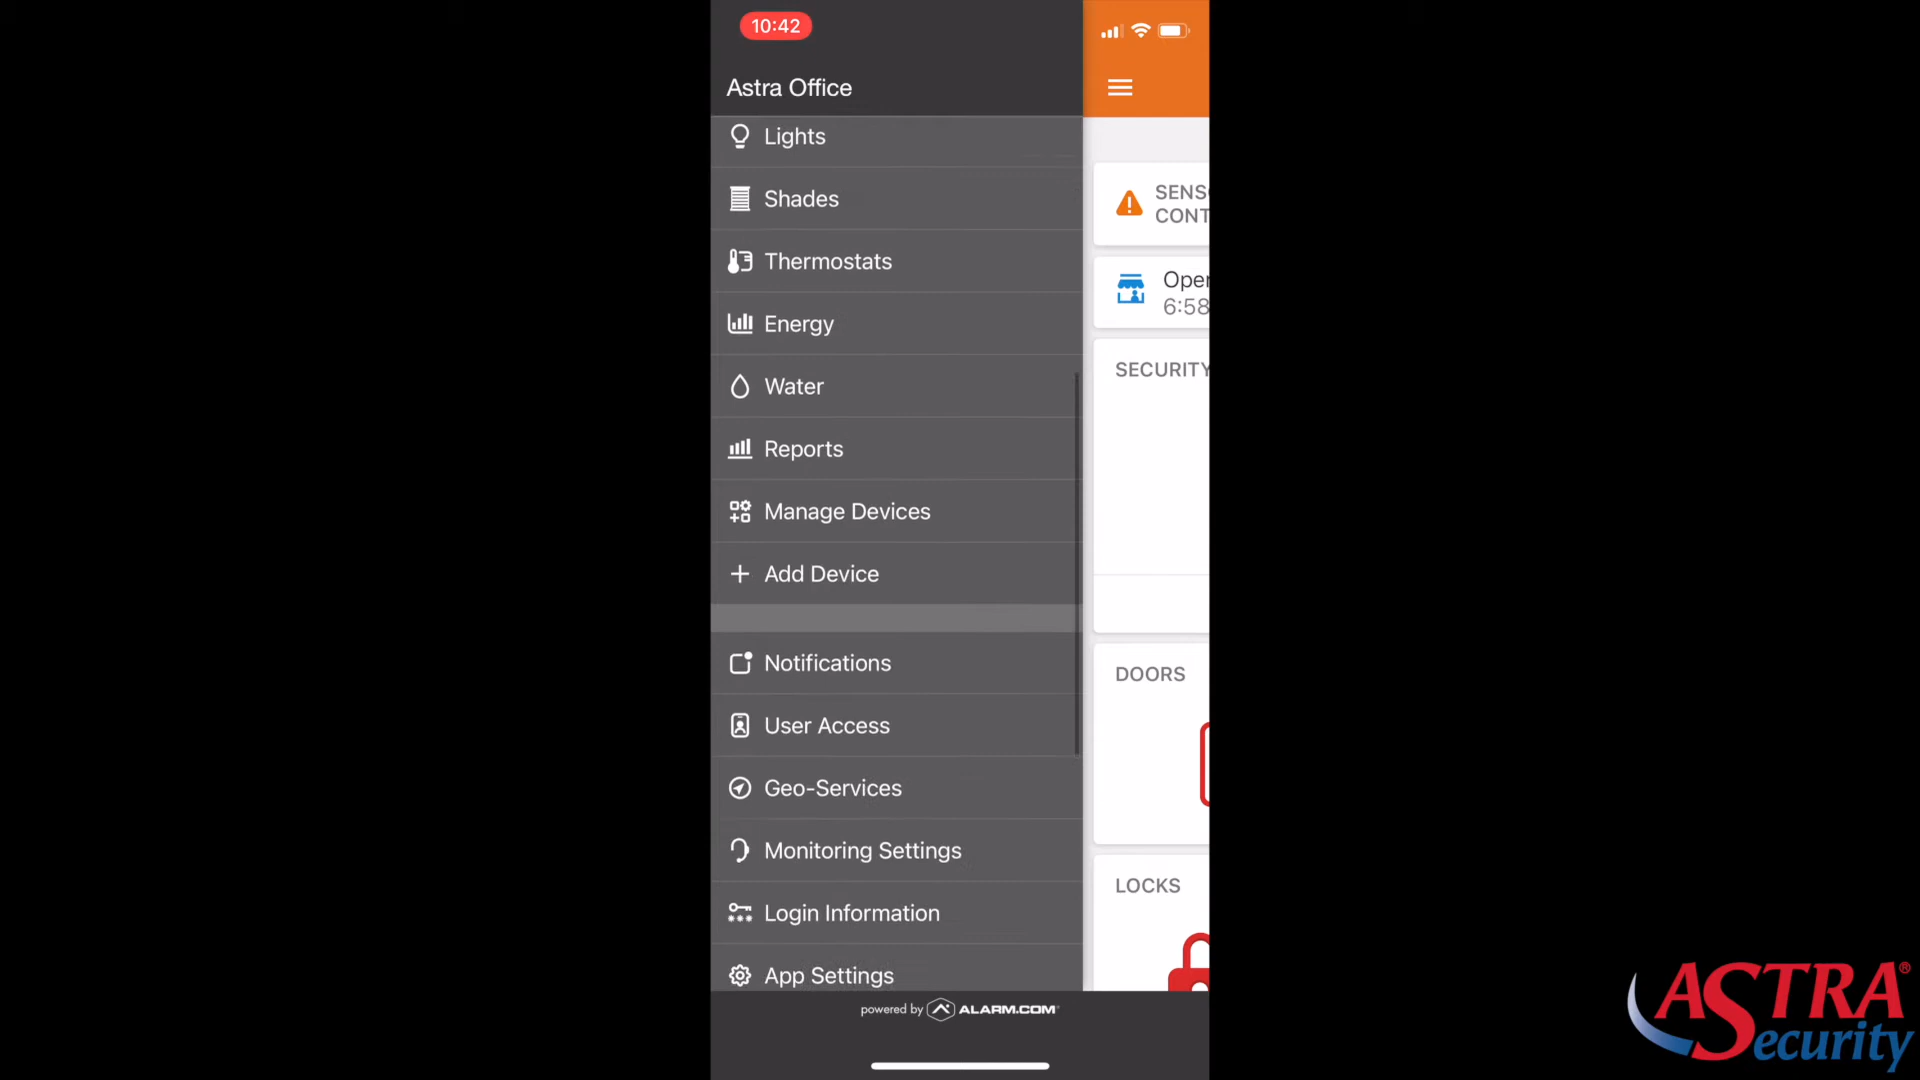 10:42
Astra Office
Lights
Shades
Thermostats
Energy
Water
Reports
Manage Devices
Add Device
Notifications
User Access
Geo-Services
Monitoring Settings
Login Information
App Settings
powered by ALARM.COM
SENS
CONT
Oper
6:58
SECURITY
DOORS
LOCKS
ASTRA®
Security